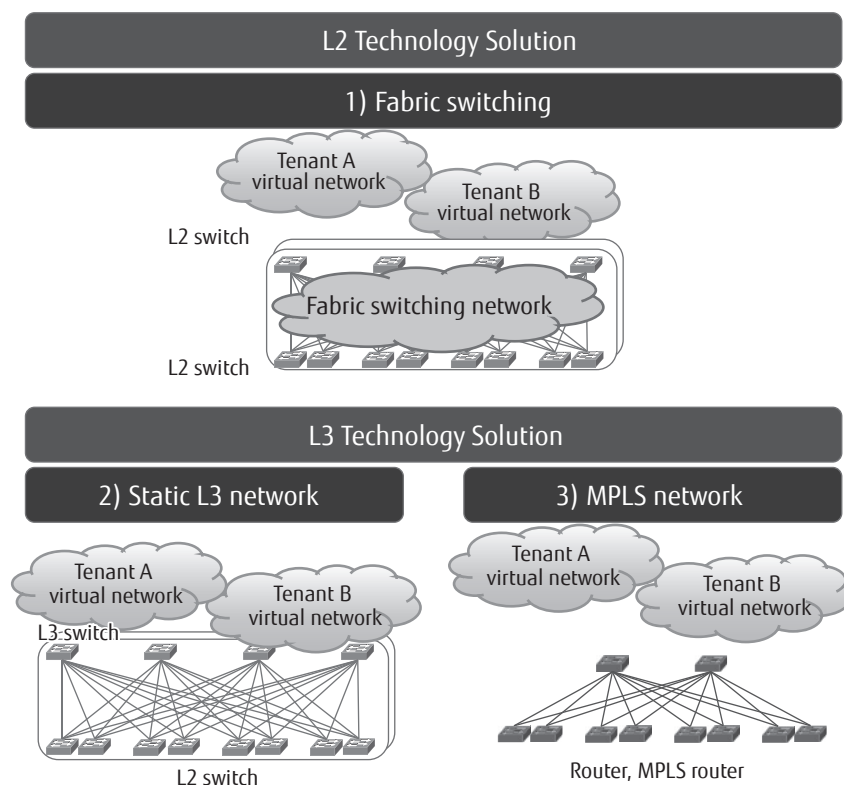 L2 Technology Solution
1) Fabric switching
Tenant A
virtual network
Tenant B
virtual network
L2 switch
Fabric switching network
L2 switch
L3 Technology Solution
2) Static L3 network
3) MPLS network
Tenant A
virtual network
Tenant B
virtual network
L3 switch
L2 switch
Tenant A
virtual network
Tenant B
virtual network
Router, MPLS router